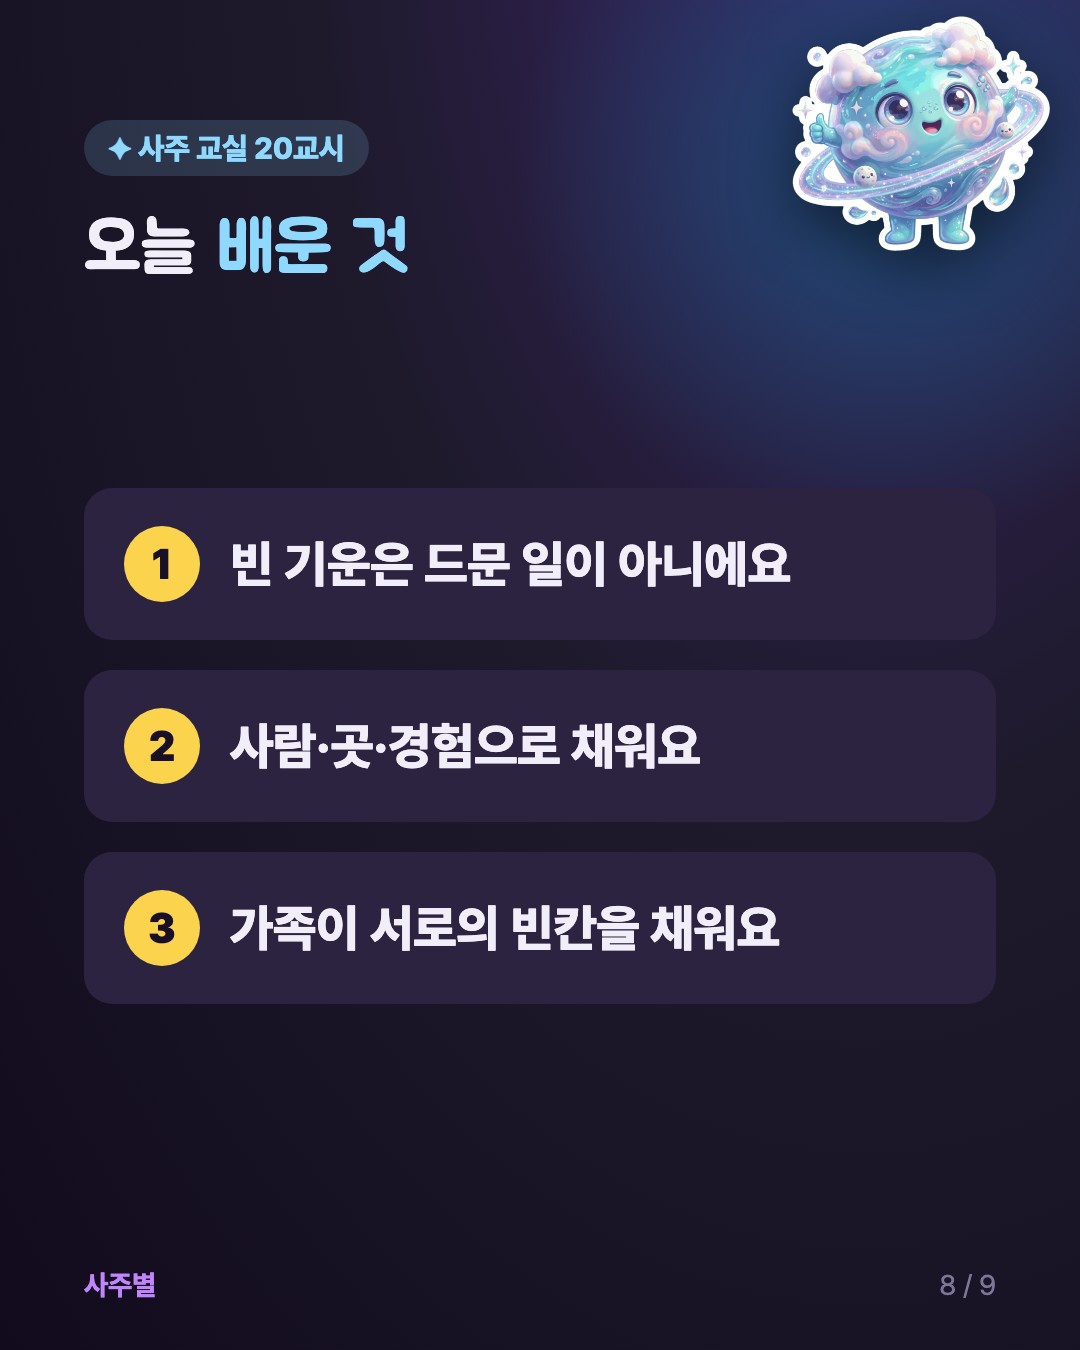 ✦ 사주 교실 20교시
오늘 배운 것
1 빈 기운은 드문 일이 아니에요
2 사람·곳·경험으로 채워요
3 가족이 서로의 빈칸을 채워요
사주별
8 / 9